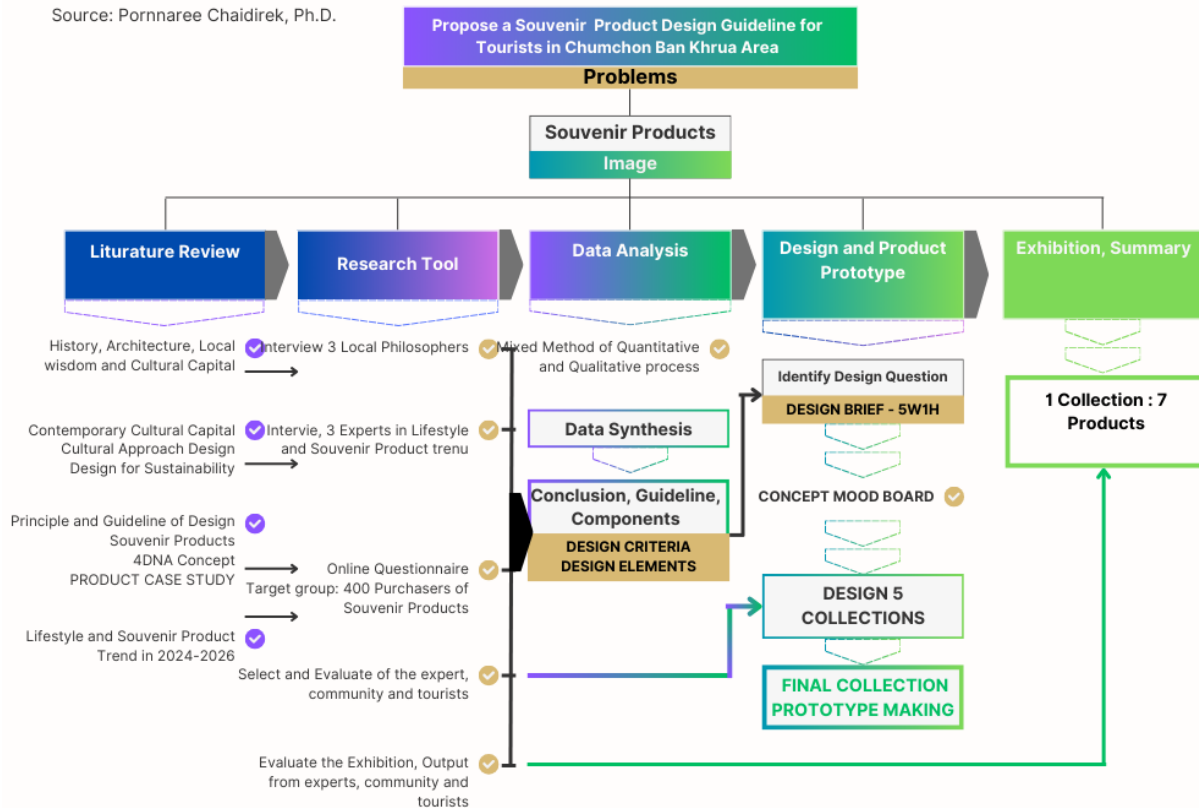 Source: Pornnaree Chaidirek, Ph.D.
Propose a Souvenir Product Design Guideline for
Tourists in Chumchon Ban Khrua Area
Problems
Souvenir Products
Image
Liturature Review
History, Architecture, Local
wisdom and Cultural Capital
Contemporary Cultural Capital
Cultural Approach Design
Design for Sustainability
Principle and Guideline of Design
Souvenir Products
4DNA Concept
PRODUCT CASE STUDY
Lifestyle and Souvenir Product
Trend in 2024-2026
Research Tool
Interview 3 Local Philosophers
Intervie, 3 Experts in Lifestyle
and Souvenir Product trenu
Online Questionnaire
Target group: 400 Purchasers of
Souvenir Products
Select and Evaluate of the expert,
community and tourists
Evaluate the Exhibition, Output
from experts, community and
tourists
Data Analysis
Mixed Method of Quantitative
and Qualitative process
Data Synthesis
Conclusion, Guideline,
Components
DESIGN CRITERIA
DESIGN ELEMENTS
Design and Product
Prototype
Identify Design Question
DESIGN BRIEF - 5W1H
CONCEPT MOOD BOARD
DESIGN 5
COLLECTIONS
FINAL COLLECTION
PROTOTYPE MAKING
Exhibition, Summary
1 Collection : 7
Products